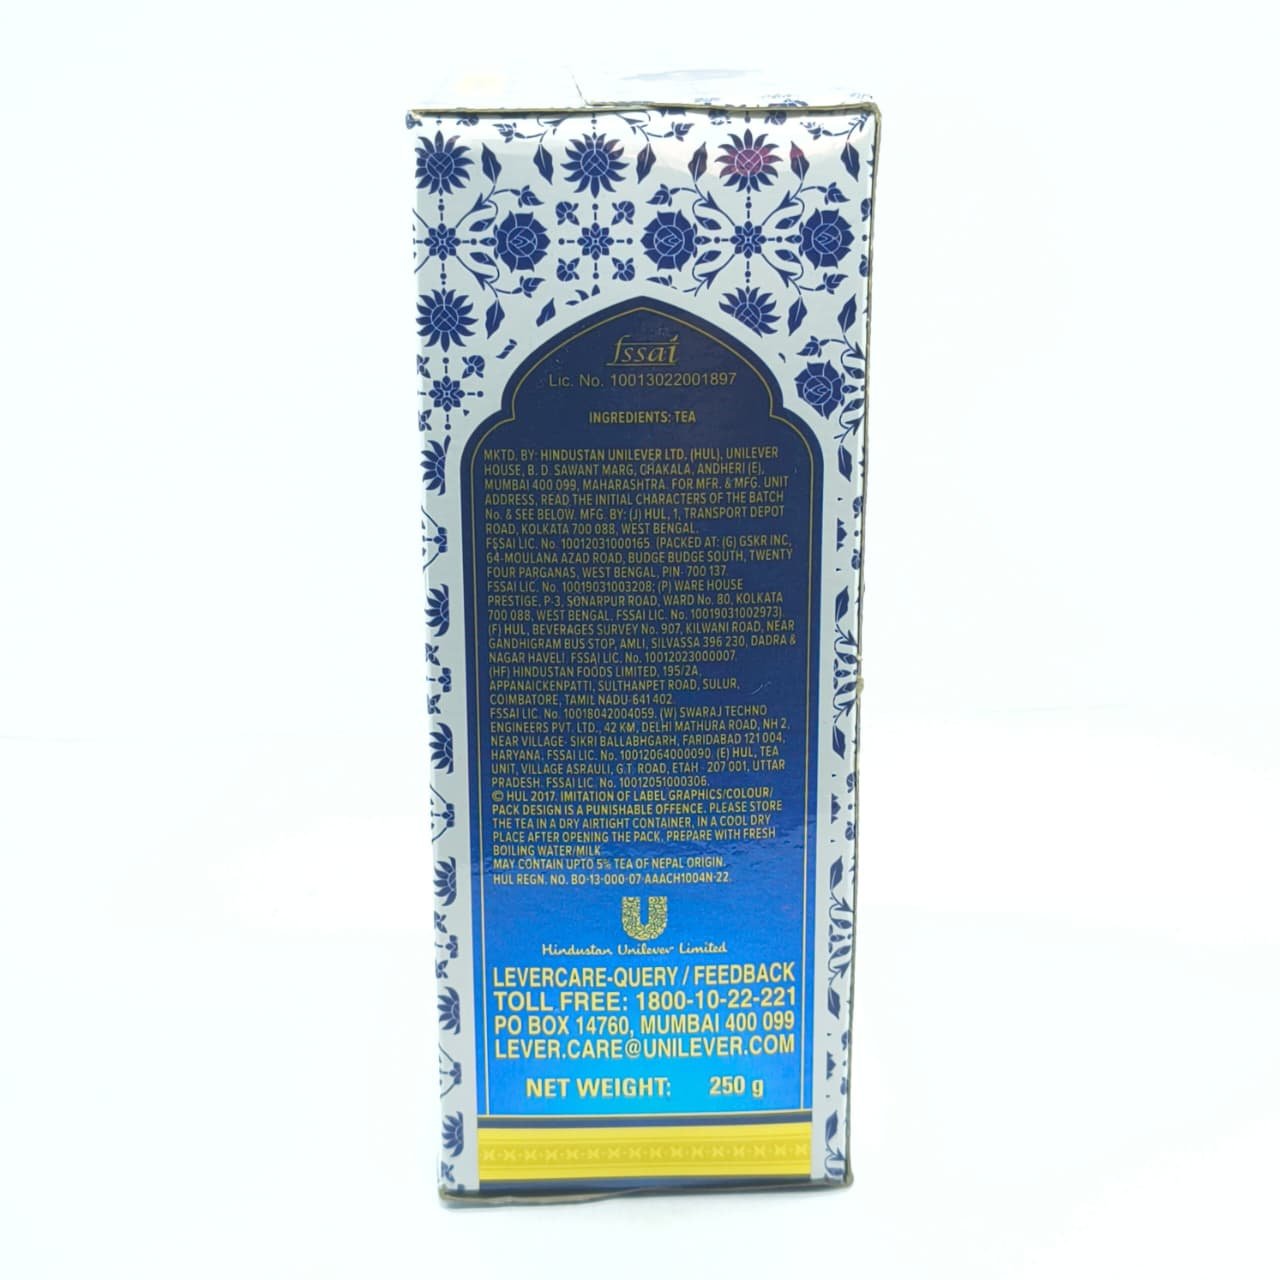 fssai
Lic. No. 10013022001897
INGREDIENTS: TEA
MKTD. BY: HINDUSTAN UNILEVER LTD. (HUL), UNILEVER
HOUSE, B. D. SAWANT MARG, CHAKALA, ANDHERI (E),
MUMBAI 400 099, MAHARASHTRA. FOR MFR. & MFG. UNIT
ADDRESS, READ THE INITIAL CHARACTERS OF THE BATCH
No. & SEE BELOW. MFG. BY: (J) HUL, 1, TRANSPORT DEPOT
ROAD, KOLKATA 700 088, WEST BENGAL.
FSSAI LIC. No. 10012031000165. (PACKED AT: (G) GSKR INC,
64-MOULANA AZAD ROAD, BUDGE BUDGE SOUTH, TWENTY
FOUR PARGANAS, WEST BENGAL, PIN- 700 137.
FSSAI LIC. No. 10019031003208; (P) WARE HOUSE
PRESTIGE, P-3, SONARPUR ROAD, WARD No. 80, KOLKATA
700 088, WEST BENGAL. FSSAI LIC. No. 10019031002973).
(F) HUL, BEVERAGES SURVEY No. 907, KILWANI ROAD, NEAR
GANDHIGRAM BUS STOP, AMLI, SILVASSA 396 230, DADRA &
NAGAR HAVELI. FSSAI LIC. No. 10012023000007.
(HF) HINDUSTAN FOODS LIMITED, 195/2A,
APPANAICKENPATTI, SULTHANPET ROAD, SULUR,
COIMBATORE, TAMIL NADU-641 402.
FSSAI LIC. No. 10018042004059. (W) SWARAJ TECHNO
ENGINEERS PVT. LTD., 42 KM, DELHI MATHURA ROAD, NH 2,
NEAR VILLAGE- SIKRI BALLABHGARH, FARIDABAD 121 004,
HARYANA. FSSAI LIC. No. 10012064000090. (E) HUL, TEA
UNIT, VILLAGE ASRAULI, G.T. ROAD, ETAH - 207 001, UTTAR
PRADESH. FSSAI LIC. No. 10012051000306.
© HUL 2017. IMITATION OF LABEL GRAPHICS/COLOUR/
PACK DESIGN IS A PUNISHABLE OFFENCE. PLEASE STORE
THE TEA IN A DRY AIRTIGHT CONTAINER, IN A COOL DRY
PLACE AFTER OPENING THE PACK. PREPARE WITH FRESH
BOILING WATER/MILK
MAY CONTAIN UPTO 5% TEA OF NEPAL ORIGIN.
HUL REGN. NO. BO-13-000-07-AAACH1004N-22.
Hindustan Unilever Limited
LEVERCARE-QUERY / FEEDBACK
TOLL FREE: 1800-10-22-221
PO BOX 14760, MUMBAI 400 099
LEVER.CARE@UNILEVER.COM
NET WEIGHT: 250 g